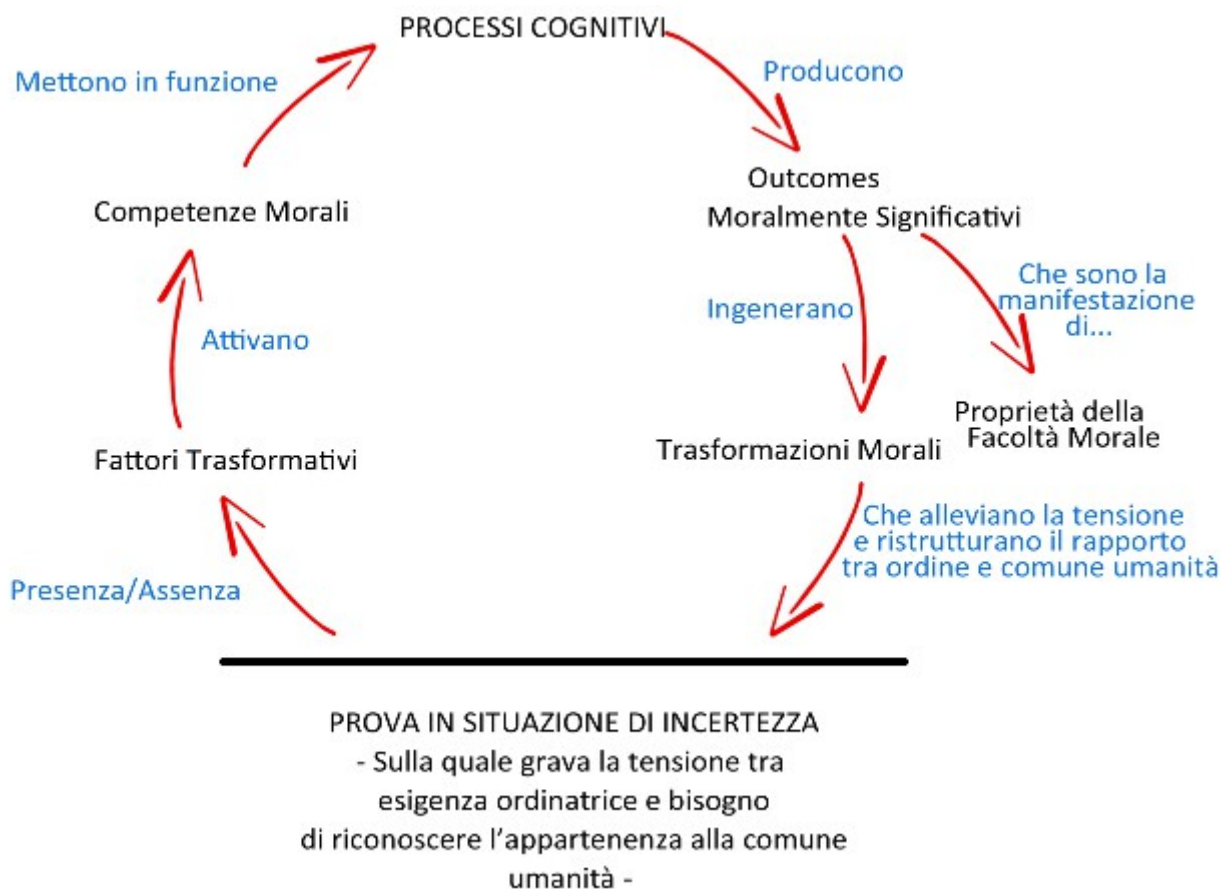 PROCESSI COGNITIVI
Mettono in funzione
Producono
Outcomes
Moralmente Significativi
Competenze Morali
Che sono la
manifestazione
di...
Ingenerano
Attivano
Proprietà della
Facoltà Morale
Trasformazioni Morali
Fattori Trasformativi
Che alleviano la tensione
e ristrutturano il rapporto
tra ordine e comune umanità
Presenza/Assenza
PROVA IN SITUAZIONE DI INCERTEZZA
- Sulla quale grava la tensione tra
esigenza ordinatrice e bisogno
di riconoscere l'appartenenza alla comune
umanità -